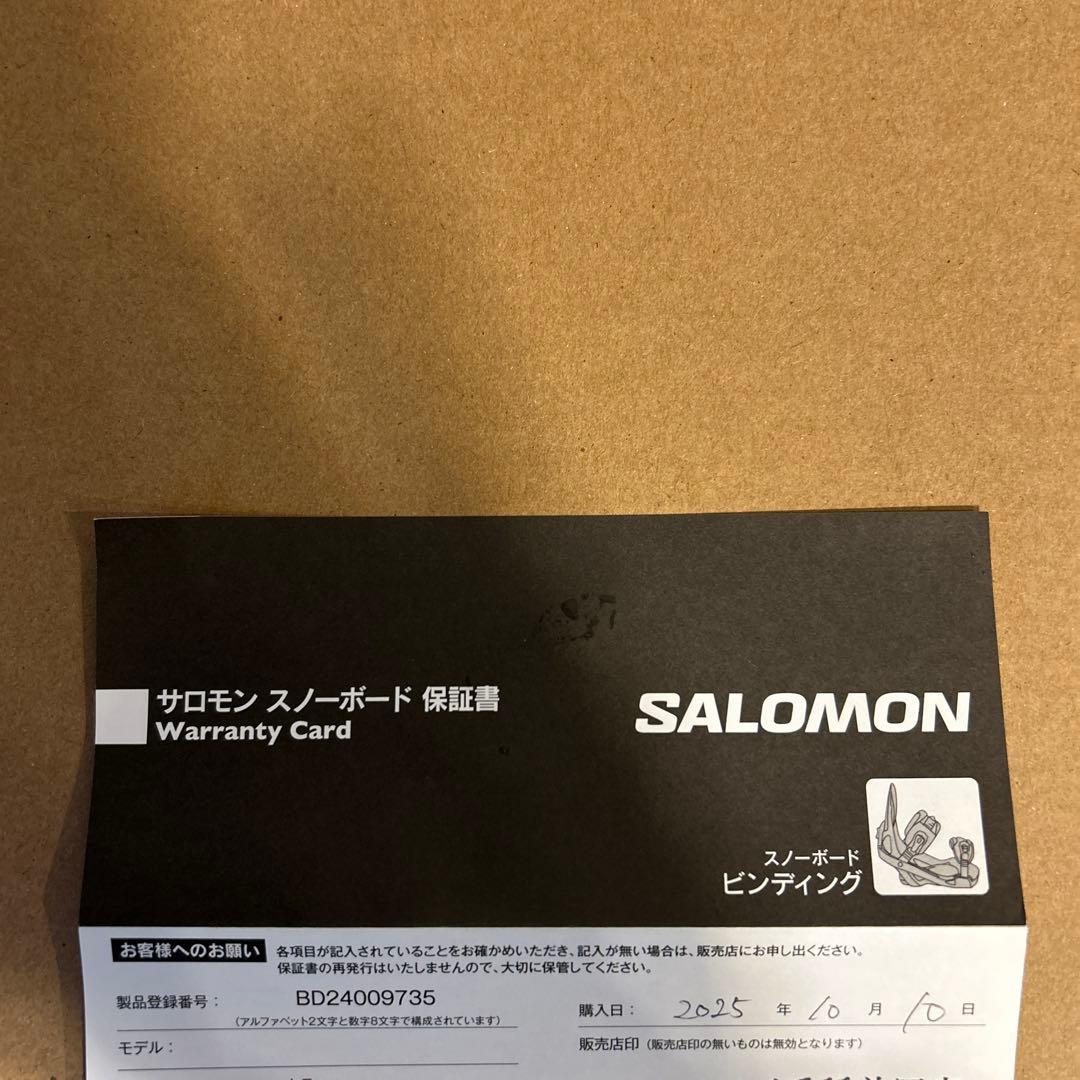 サロモン スノーボード 保証書
Warranty Card
SALOMON
スノーボード
ビンディング
お客様へのお願い 各項目が記入されていることをお確かめいただき、記入が無い場合は、販売店にお申し出ください。
保証書の再発行はいたしませんので、大切に保管してください。
製品登録番号： BD24009735
（アルファベット2文字と数字8文字で構成されています）
購入日： 2025 年 10 月 10 日
モデル：
販売店印（販売店印の無いものは無効となります）